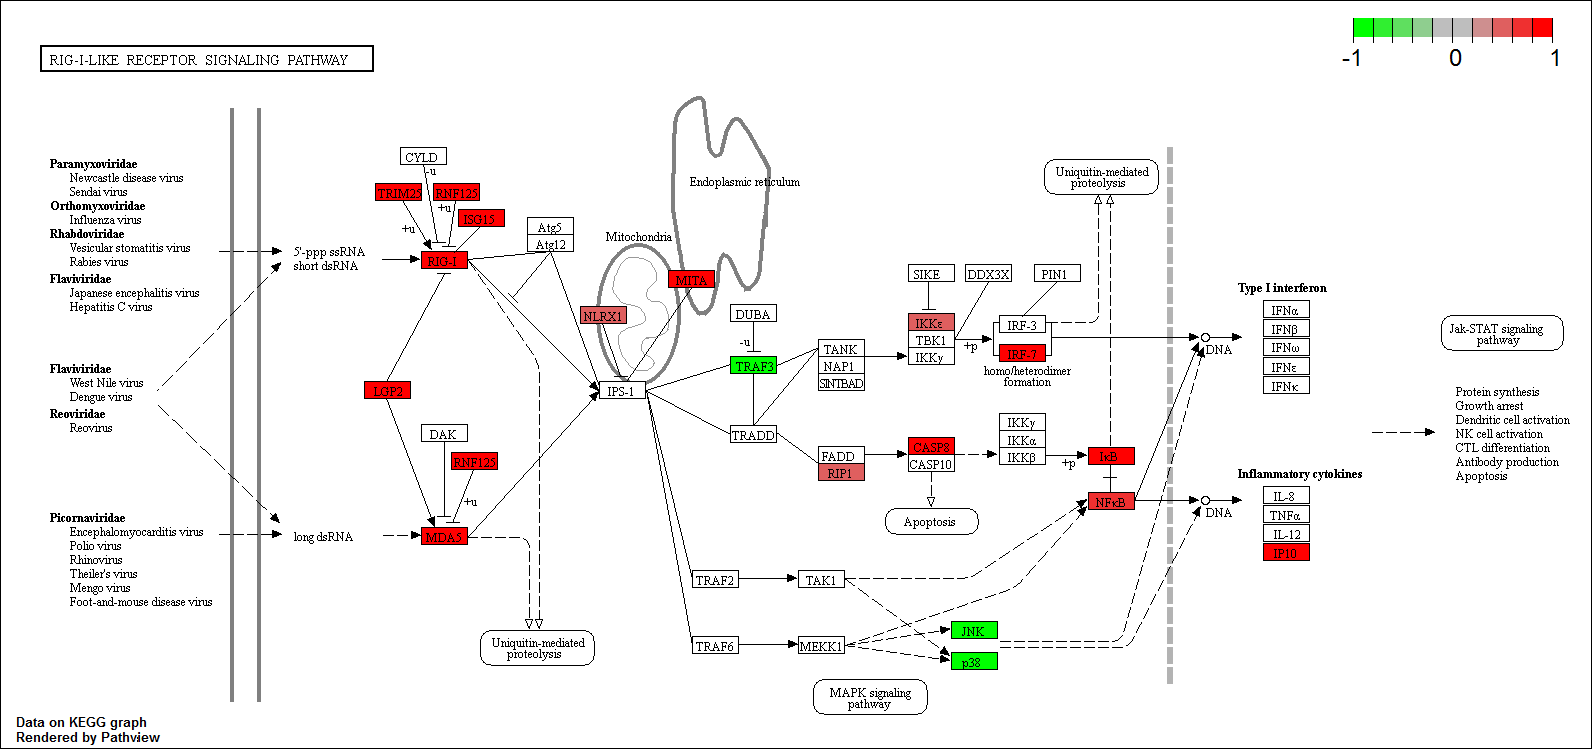 RIG-I-LIKE RECEPTOR SIGNALING PATHWAY
-1
0
1
Paramyxoviridae
Newcastle disease virus
Sendai virus
Orthomyxoviridae
Influenza virus
Rhabdoviridae
Vesicular stomatitis virus
Rabies virus
Flaviviridae
Japanese encephalitis virus
Hepatitis C virus
Flaviviridae
West Nile virus
Dengue virus
Reoviridae
Reovirus
Picornaviridae
Encephalomyocarditis virus
Polio virus
Rhinovirus
Theiler's virus
Mengo virus
Foot-and-mouse disease virus
5'-ppp ssRNA
short dsRNA
long dsRNA
CYLD
-u
TRIM25
RNF125
+u
ISG15
+u
RIG-I
Atg5
Atg12
LGP2
DAK
RNF125
+u
MDA5
Uniquitin-mediated
proteolysis
Mitochondria
Endoplasmic reticulum
MITA
NLRX1
IPS-1
DUBA
-u
TRAF3
TRADD
TANK
NAP1
SINTBAD
FADD
RIP1
TRAF2
TAK1
TRAF6
MEKK1
MAPK signaling
pathway
SIKE
DDX3X
PIN1
IKKε
TBK1
IKKγ
+p
IRF-3
IRF-7
homo/heterodimer
formation
Uniquitin-mediated
proteolysis
CASP8
CASP10
Apoptosis
IKKγ
IKKα
IKKβ
+p
IκB
NFκB
JNK
p38
DNA
DNA
Type I interferon
IFNα
IFNβ
IFNω
IFNε
IFNκ
Inflammatory cytokines
IL-8
TNFα
IL-12
IP10
Jak-STAT signaling
pathway
Protein synthesis
Growth arrest
Dendritic cell activation
NK cell activation
CTL differentiation
Antibody production
Apoptosis
Data on KEGG graph
Rendered by Pathview